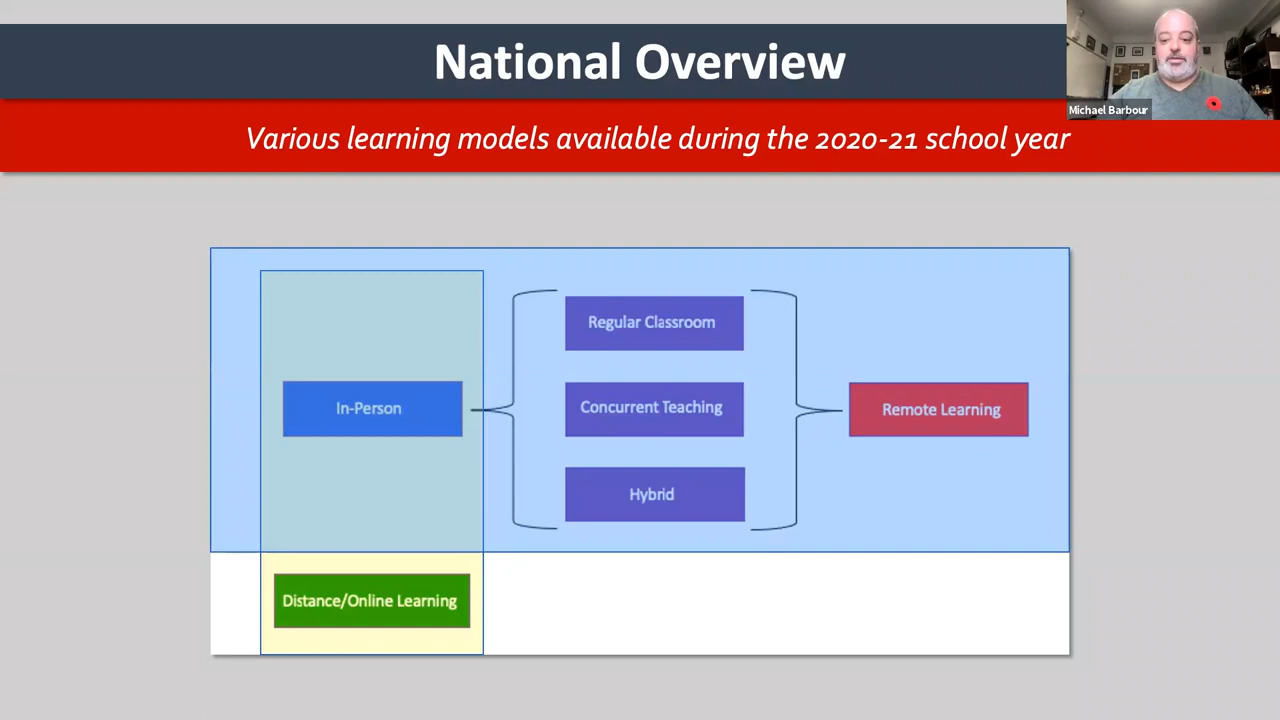 National Overview
Michael Barbour
Various learning models available during the 2020-21 school year
Regular Classroom
In-Person
Concurrent Teaching
Remote Learning
Hybrid
Distance/Online Learning